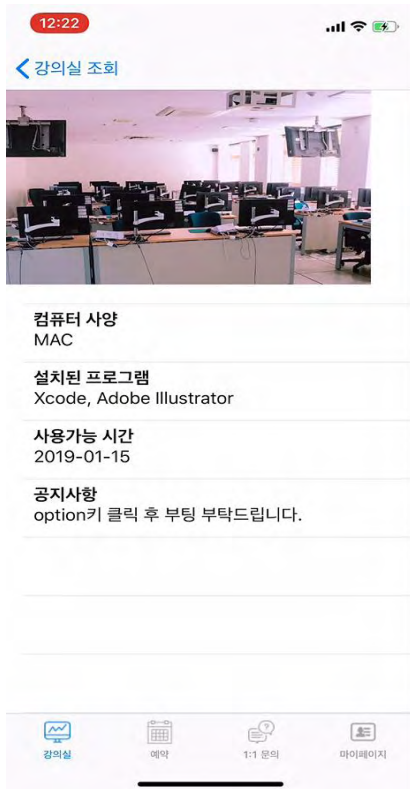 12:22
강의실 조회
컴퓨터 사양
MAC
설치된 프로그램
Xcode, Adobe Illustrator
사용가능 시간
2019-01-15
공지사항
option키 클릭 후 부팅 부탁드립니다.
강의실
예약
1:1 문의
마이페이지